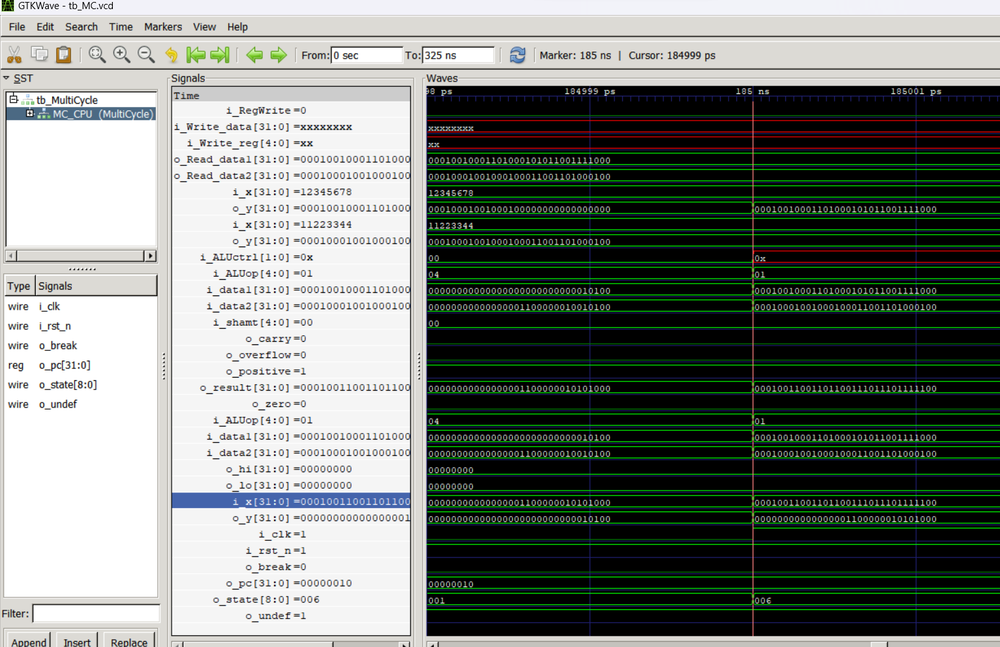 GTKWave - tb_MC.vcd
File Edit Search Time Markers View Help
From: 0 sec To: 325 ns Marker: 185 ns | Cursor: 184999 ps
SST
tb_MultiCycle
MC_CPU (MultiCycle)
Type Signals
wire i_clk
wire i_rst_n
wire o_break
reg o_pc[31:0]
wire o_state[8:0]
wire o_undef
Filter:
Append Insert Replace
Signals
Time
i_RegWrite=0
i_Write_data[31:0]=xxxxxxxx
i_Write_reg[4:0]=xx
o_Read_data1[31:0]=00010010001101000
o_Read_data2[31:0]=00010001001000100
i_x[31:0]=12345678
o_y[31:0]=00010010001101000
i_x[31:0]=11223344
o_y[31:0]=00010001001000100
i_ALUctrl[1:0]=0x
i_ALUop[4:0]=01
i_data1[31:0]=00010010001101000
i_data2[31:0]=00010001001000100
i_shamt[4:0]=00
o_carry=0
o_overflow=0
o_positive=1
o_result[31:0]=00010011001101100
o_zero=0
i_ALUop[4:0]=01
i_data1[31:0]=00010010001101000
i_data2[31:0]=00010001001000100
o_hi[31:0]=00000000
o_lo[31:0]=00000000
i_x[31:0]=00010011001101100
o_y[31:0]=00000000000000001
i_clk=1
i_rst_n=1
o_break=0
o_pc[31:0]=00000010
o_state[8:0]=006
o_undef=1
Waves
98 ps 184999 ps 185 ns 185001 ps
xxxxxxxx
xx
00010010001101000101011001111000
00010001001000100011001101000100
12345678
00010001001000100000000000000000 00010010001101000101011001111000
11223344
00010001001000100011001101000100
00 0x
04 01
00000000000000000000000000010100 00010010001101000101011001111000
00000000000000001100000010010100 00010001001000100011001101000100
00
00000000000000001100000010101000 00010011001101100111011101111100
04 01
00000000000000000000000000010100 00010010001101000101011001111000
00000000000000001100000010010100 00010001001000100011001101000100
00000000
00000000
00000000000000001100000010101000 00010011001101100111011101111100
00000000000000000000000000010100 00000000000000001100000010101000
00000010
001 006